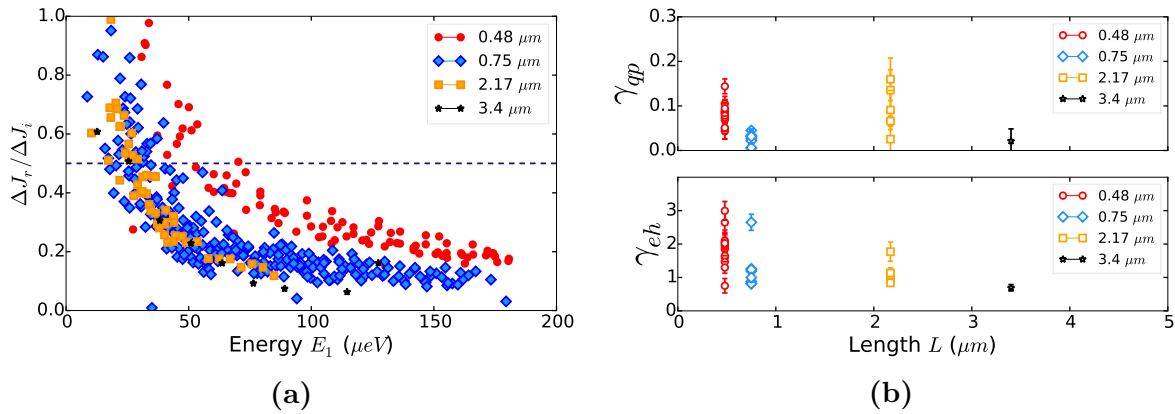 1.0
0.8
0.6
0.4
0.2
0.0
ΔJ_r/ΔJ_i
0.48 μm
0.75 μm
2.17 μm
3.4 μm
0 50 100 150 200
Energy E_1 (μeV)
(a)
0.3
0.2
0.1
0.0
γ_qp
0.48 μm
0.75 μm
2.17 μm
3.4 μm
3
2
1
0
γ_eh
0.48 μm
0.75 μm
2.17 μm
3.4 μm
0 1 2 3 4 5
Length L (μm)
(b)